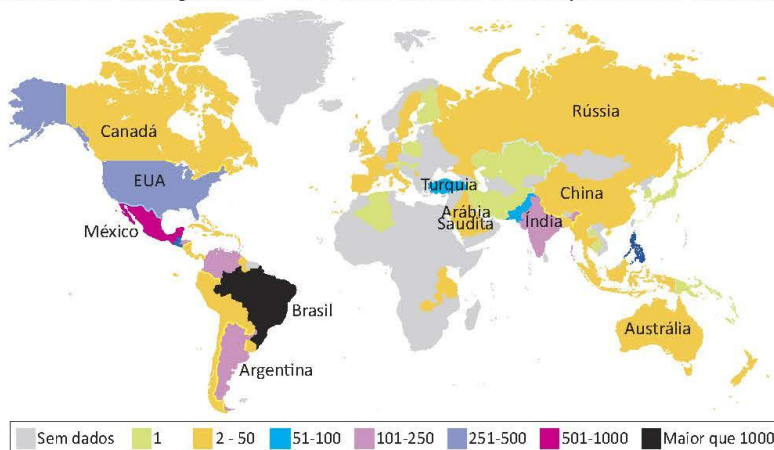 Canadá
Rússia
EUA
Turquia
China
Arábia
Saudita
Índia
México
Brasil
Austrália
Argentina
Sem dados
1
2 - 50
51-100
101-250
251-500
501-1000
Maior que 1000